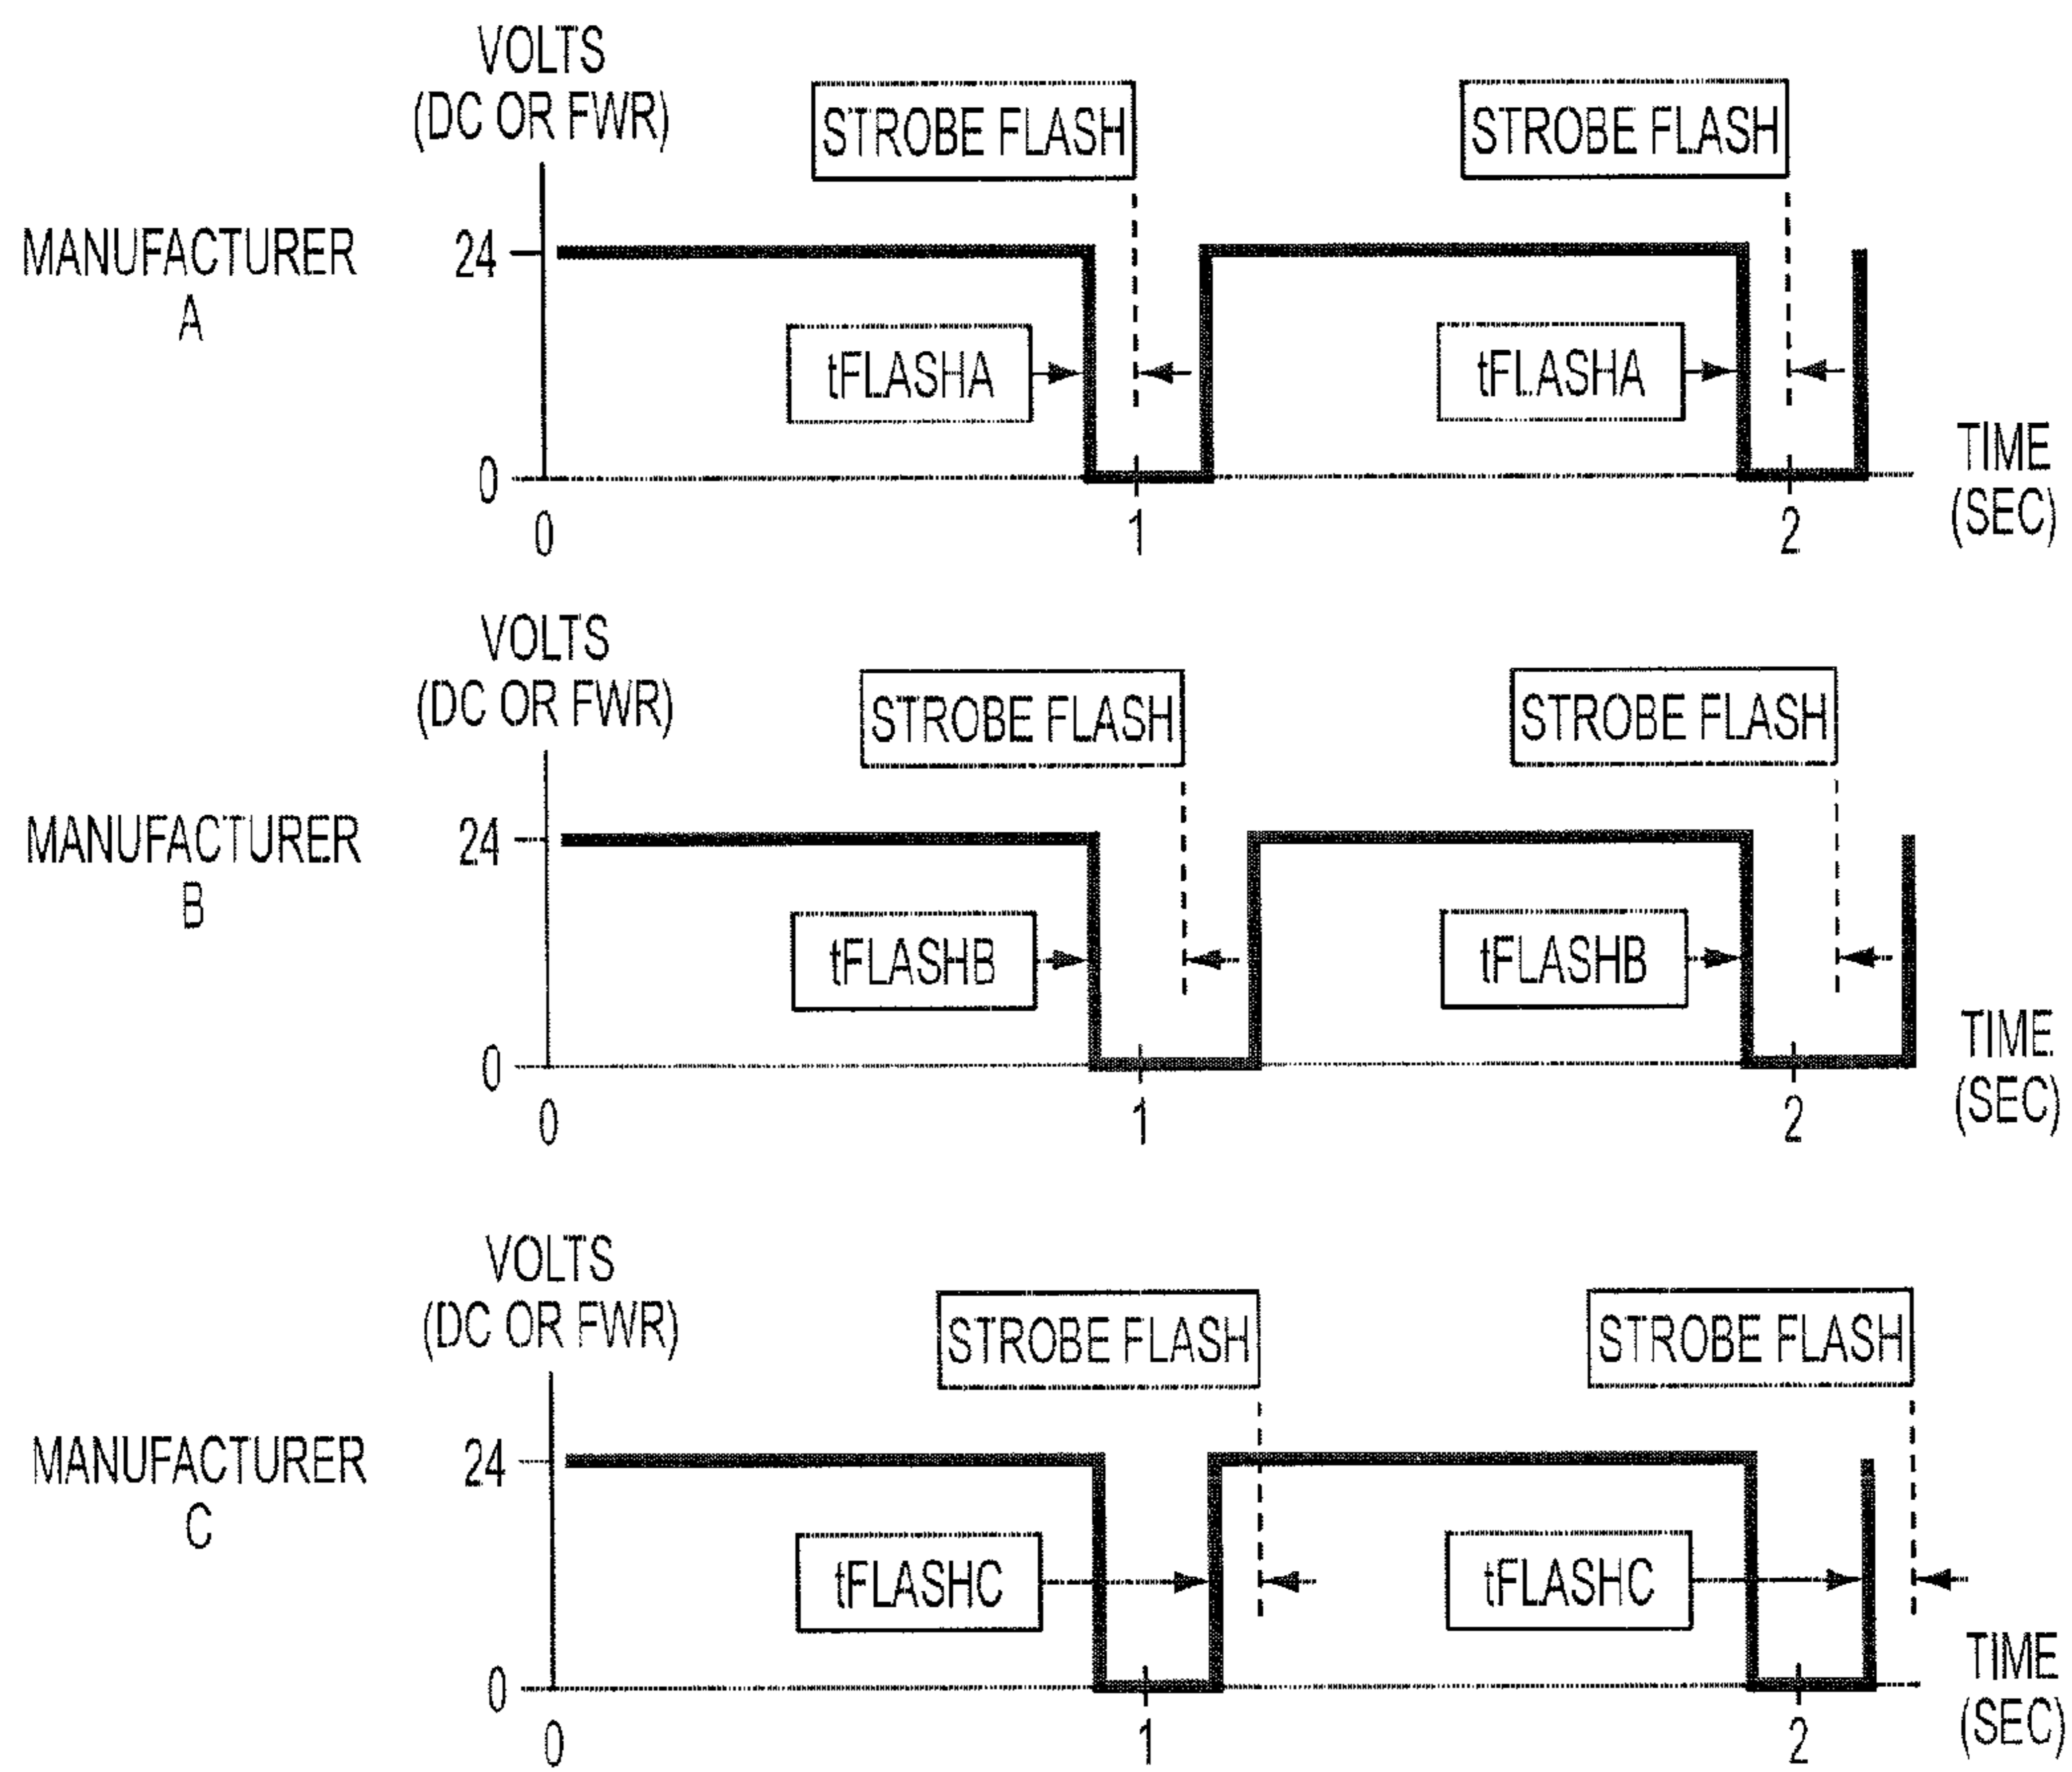 VOLTS
(DC OR FWR)
STROBE FLASH STROBE FLASH
MANUFACTURER
A
24
tFLASHA tFLASHA
0
TIME
(SEC)
0 1 2
VOLTS
(DC OR FWR)
STROBE FLASH STROBE FLASH
MANUFACTURER
B
24
tFLASHB tFLASHB
0
TIME
(SEC)
0 1 2
VOLTS
(DC OR FWR)
STROBE FLASH STROBE FLASH
MANUFACTURER
C
24
tFLASHC tFLASHC
0
TIME
(SEC)
0 1 2